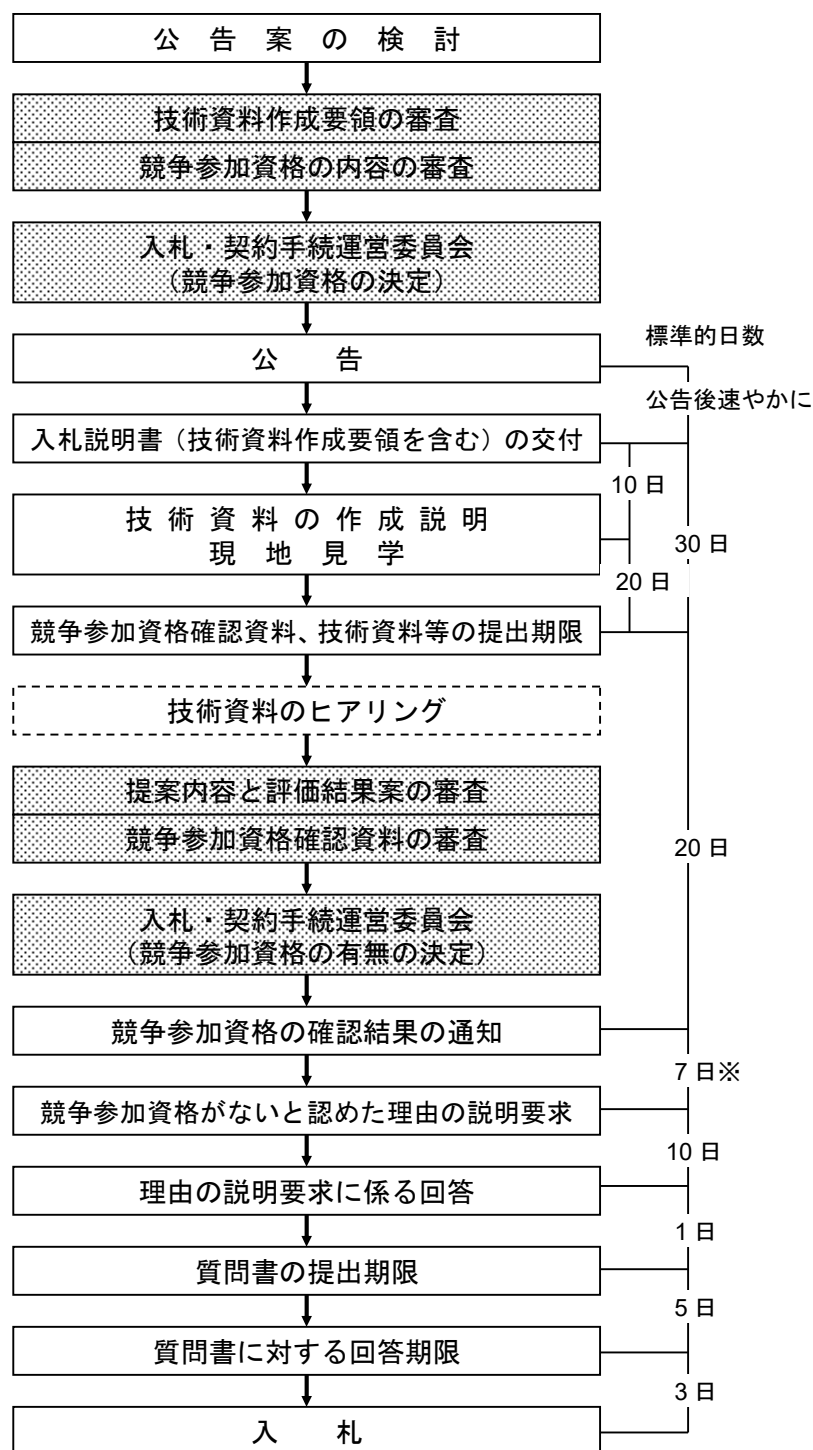 公告案の検討
技術資料作成要領の審査
競争参加資格の内容の審査
入札・契約手続運営委員会
(競争参加資格の決定)
標準的日数
公告
公告後速やかに
入札説明書（技術資料作成要領を含む）の交付
10 日
技術資料の作成説明
現地見学
30 日
20 日
競争参加資格確認資料、技術資料等の提出期限
技術資料のヒアリング
提案内容と評価結果案の審査
競争参加資格確認資料の審査
20 日
入札・契約手続運営委員会
(競争参加資格の有無の決定)
競争参加資格の確認結果の通知
7 日※
競争参加資格がないと認めた理由の説明要求
10 日
理由の説明要求に係る回答
1 日
質問書の提出期限
5 日
質問書に対する回答期限
3 日
入札